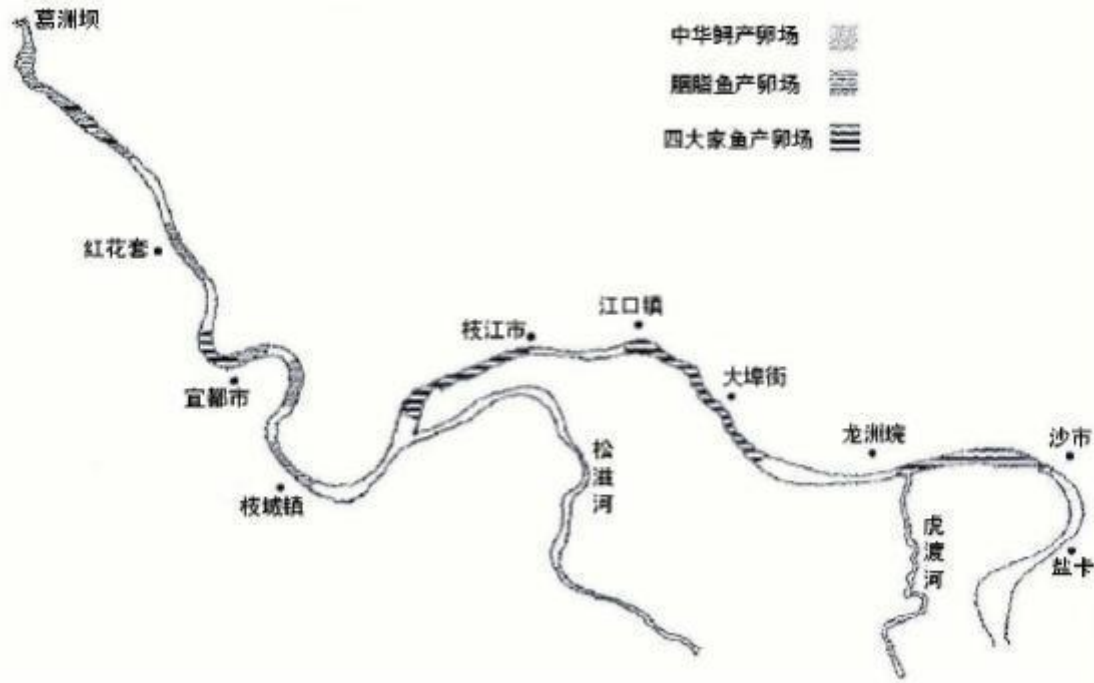 葛洲坝
中华鲟产卵场
胭脂鱼产卵场
四大家鱼产卵场
紅花套
江口镇
枝江市
宜都市
大埠街
龙洲垸
沙市
枝城镇
松滋河
虎渡河
盐卡